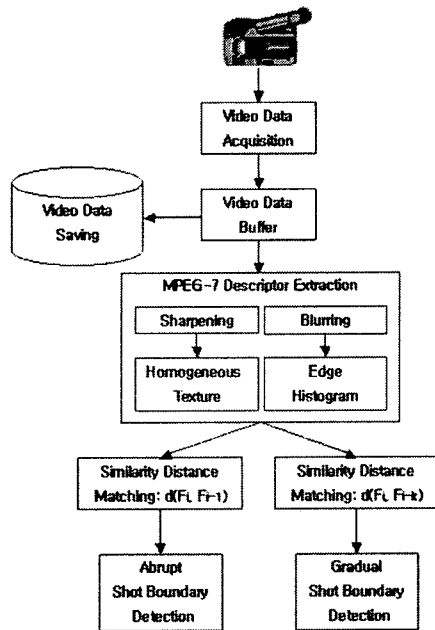 Video Data
Acquisition
Video Data
Saving
Video Data
Buffer
MPEG-7 Descriptor Extraction
Sharpening
Blurring
Homogeneous
Texture
Edge
Histogram
Similarity Distance
Matching: d(Fi, Fi-1)
Similarity Distance
Matching: d(Fi, Fi-k)
Abrupt
Shot Boundary
Detection
Gradual
Shot Boundary
Detection